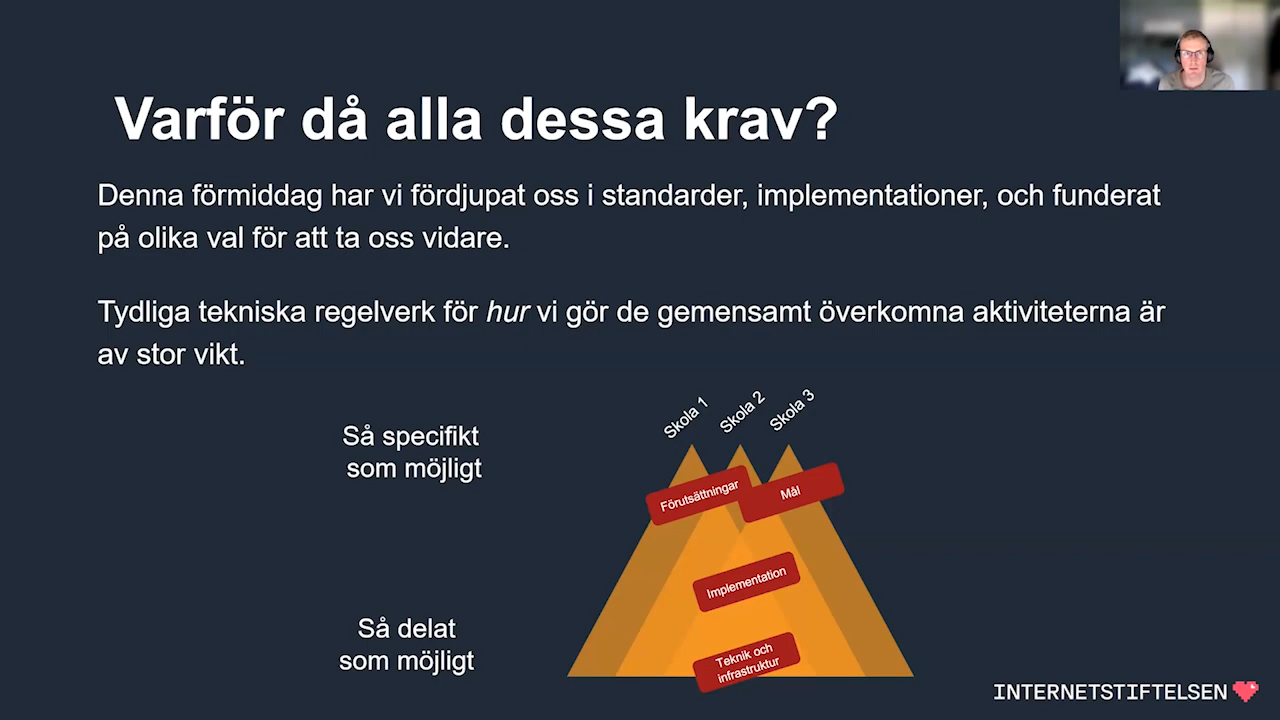 Varför då alla dessa krav?
Denna förmiddag har vi fördjupat oss i standarder, implementationer, och funderat
på olika val för att ta oss vidare.
Tydliga tekniska regelverk för hur vi gör de gemensamt överkomna aktiviteterna är
av stor vikt.
Skola 1
Skola 2
Skola 3
Så specifikt
som möjligt
Förutsättningar
Mål
Implementation
Så delat
som möjligt
Teknik och
infrastruktur
INTERNETSTIFTELSEN